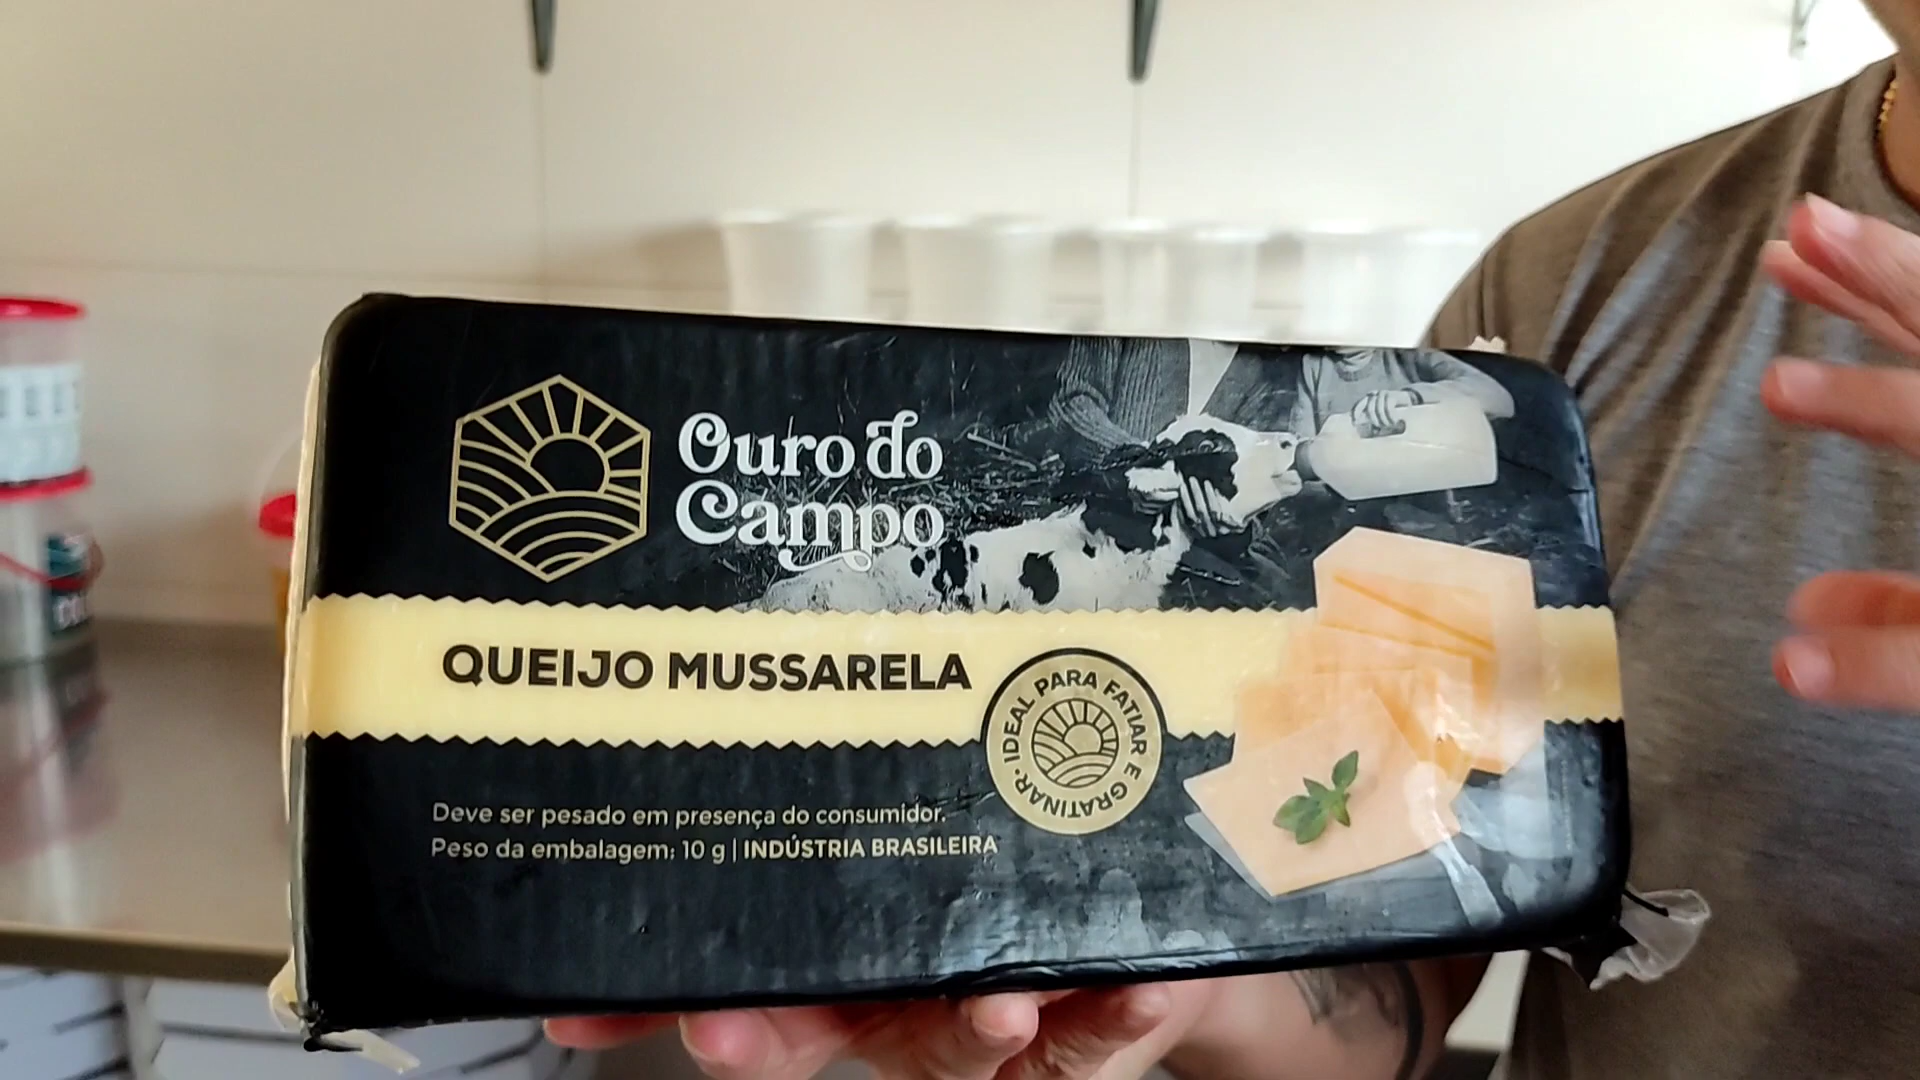 Ouro do
Campo
QUEIJO MUSSARELA
IDEAL PARA FATIAR E GRATINAR •
Deve ser pesado em presença do consumidor.
Peso da embalagem: 10 g | INDÚSTRIA BRASILEIRA